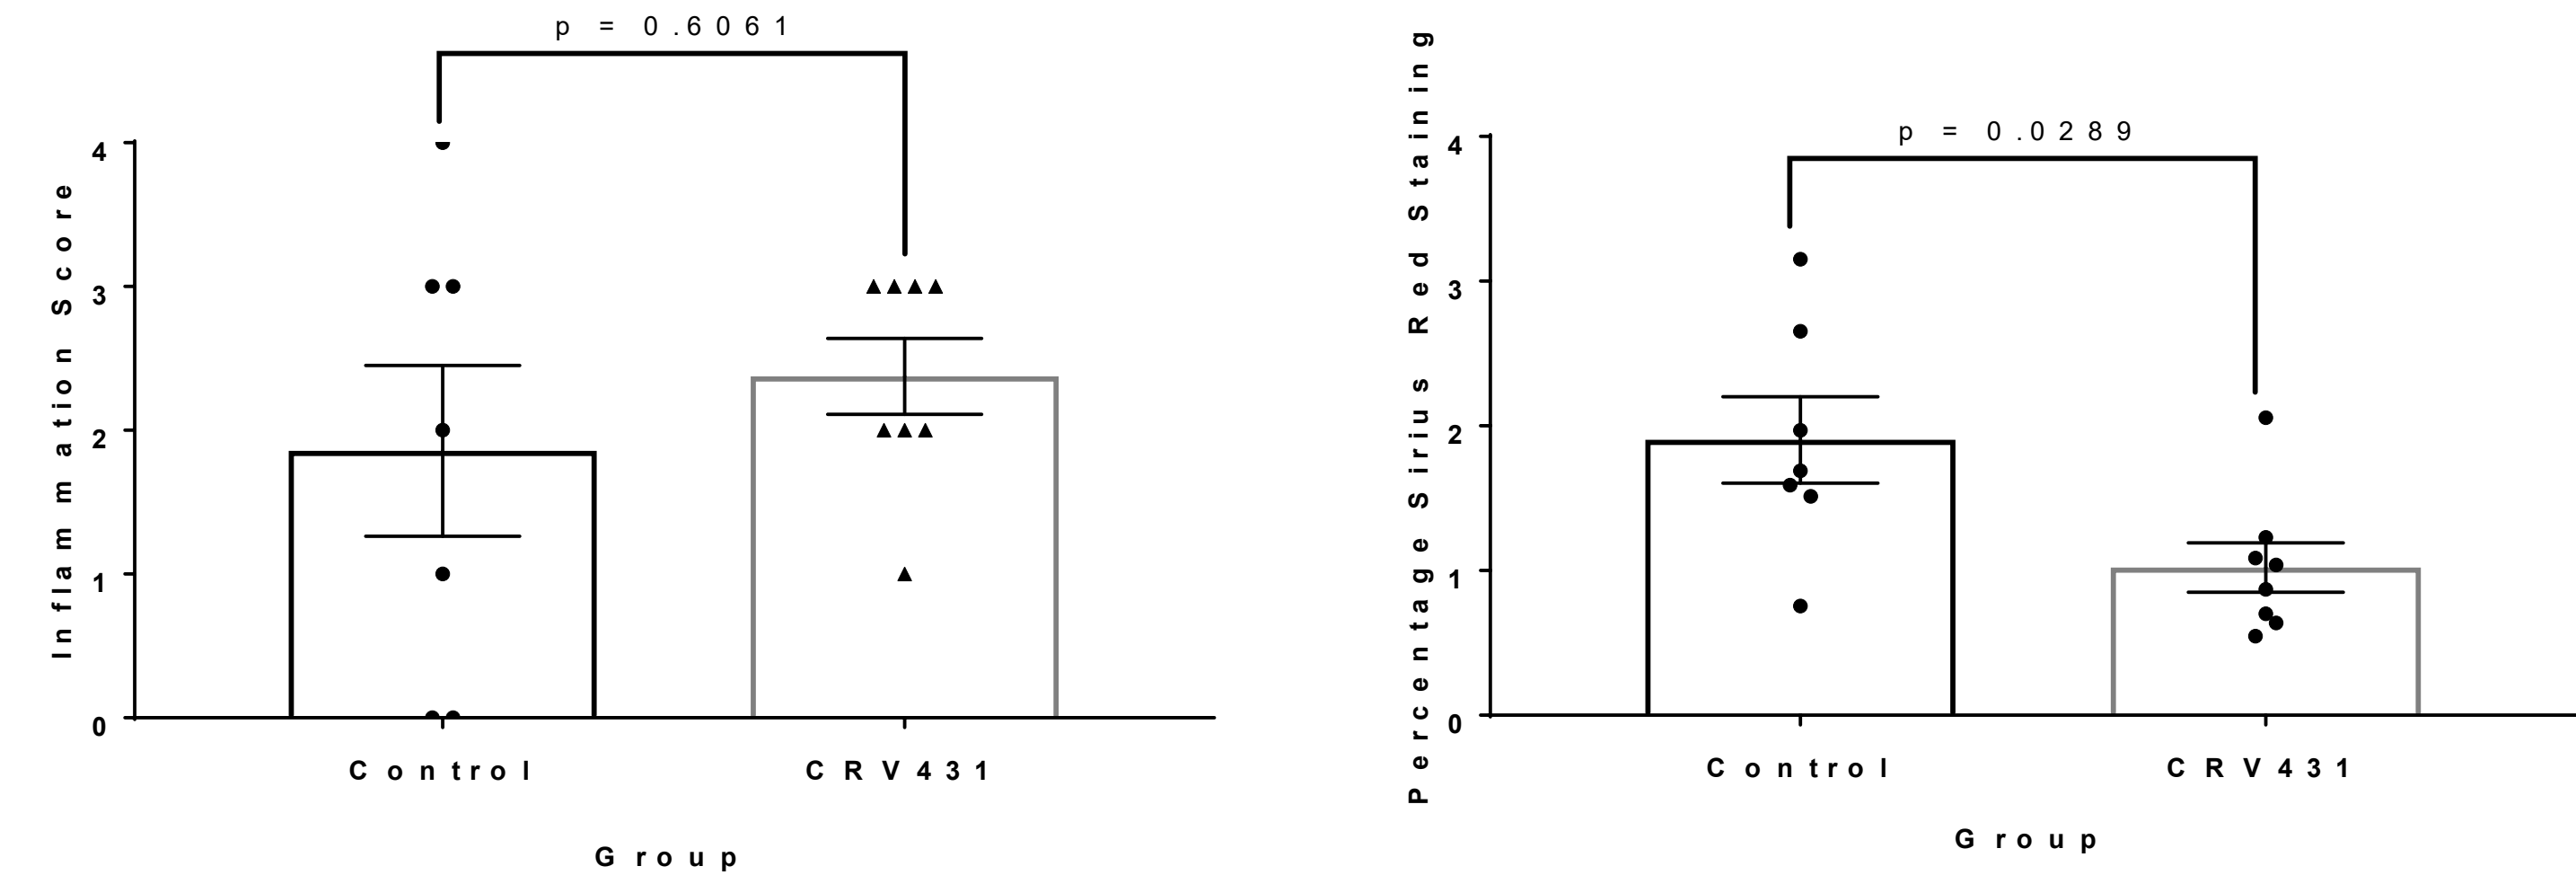 p = 0.6061
Inflammation Score
4
3
2
1
0
Control CRV431
Group
p = 0.0289
Percentage Sirius Red Staining
4
3
2
1
0
Control CRV431
Group